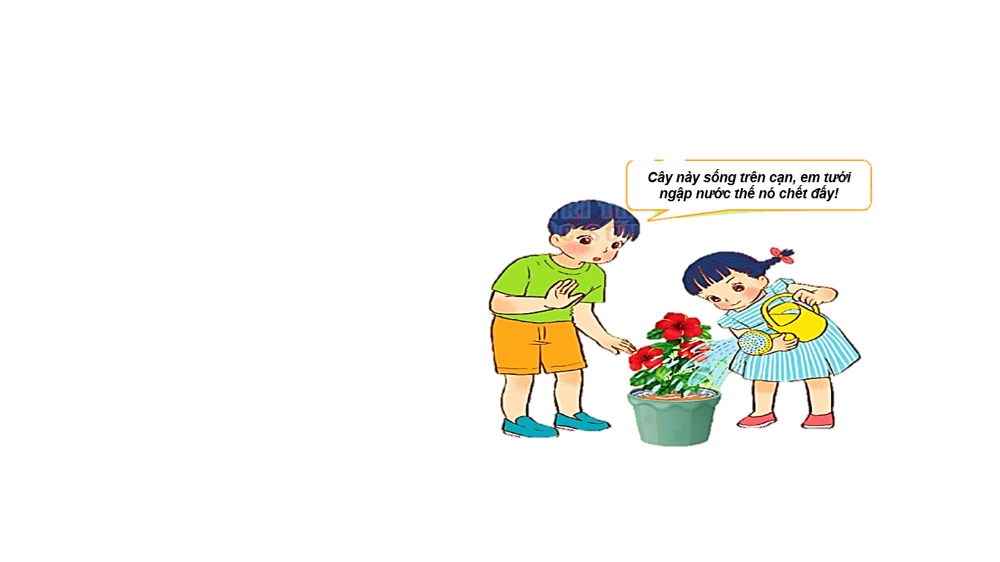 Cây này sống trên cạn, em tưới
ngập nước thế nó chết đấy!